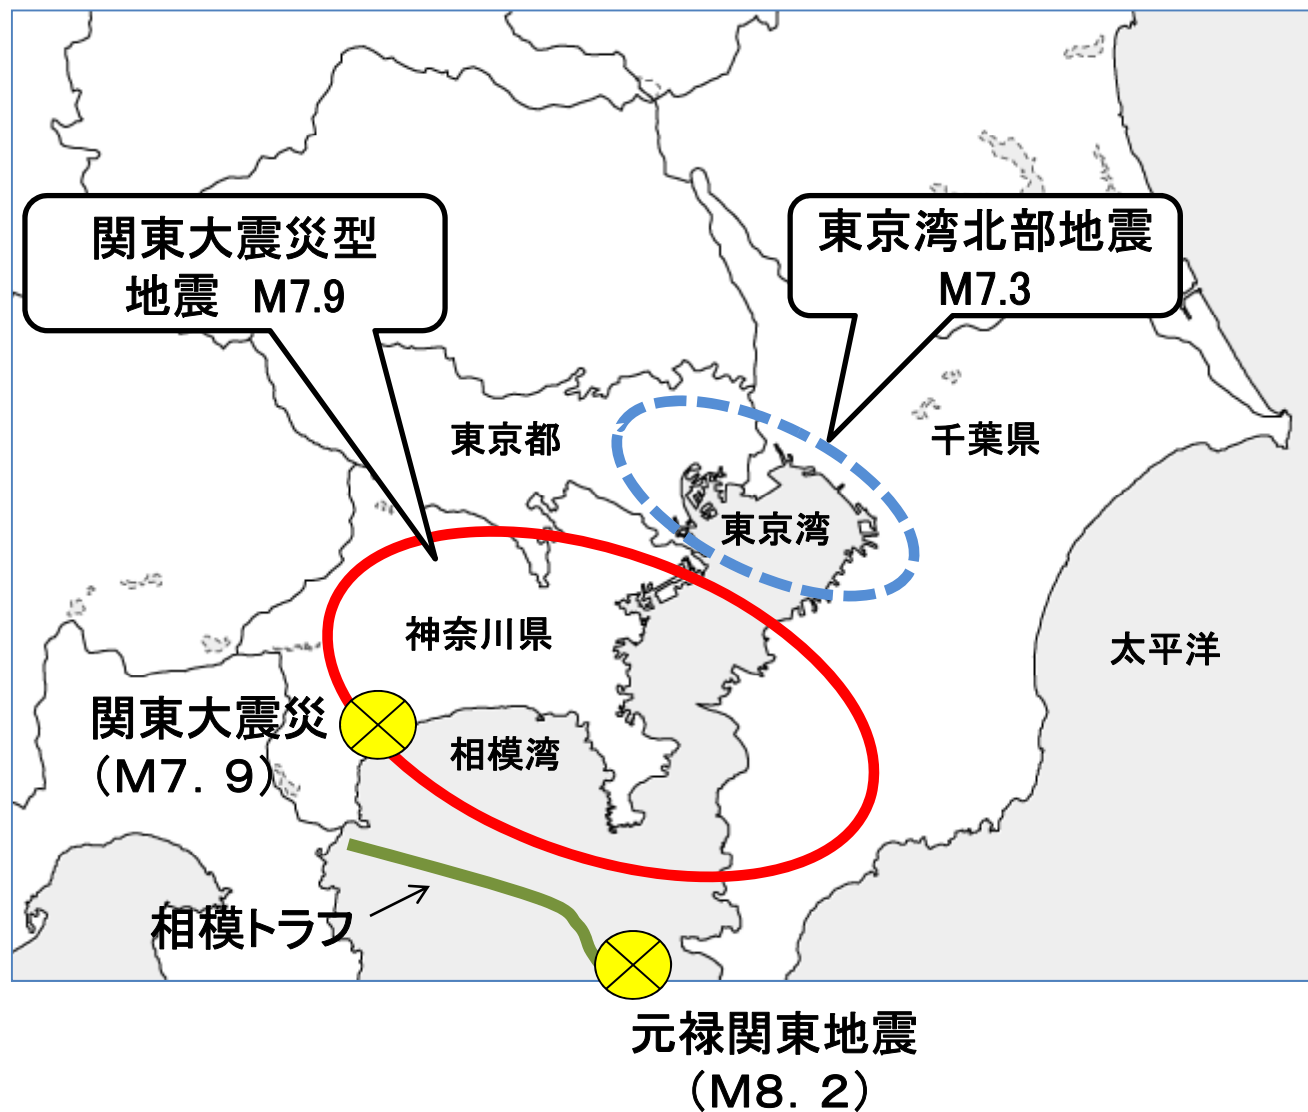 関東大震災型
地震　M7.9
東京湾北部地震
M7.3
東京都
千葉県
東京湾
神奈川県
太平洋
関東大震災
（M7．9）
相模湾
相模トラフ
元禄関東地震
（M8．2）